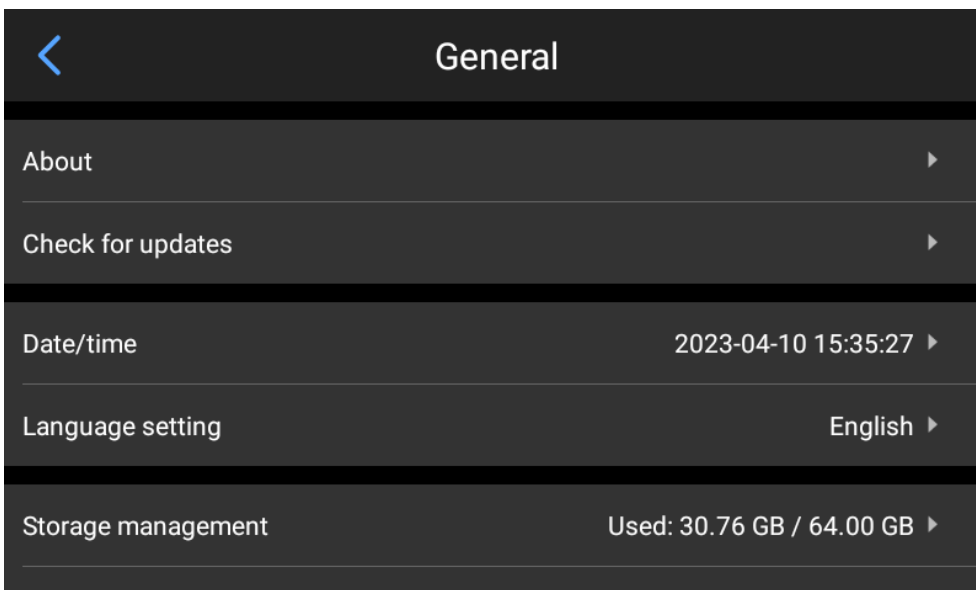 General
About
Check for updates
Date/time 2023-04-10 15:35:27
Language setting English
Storage management Used: 30.76 GB / 64.00 GB